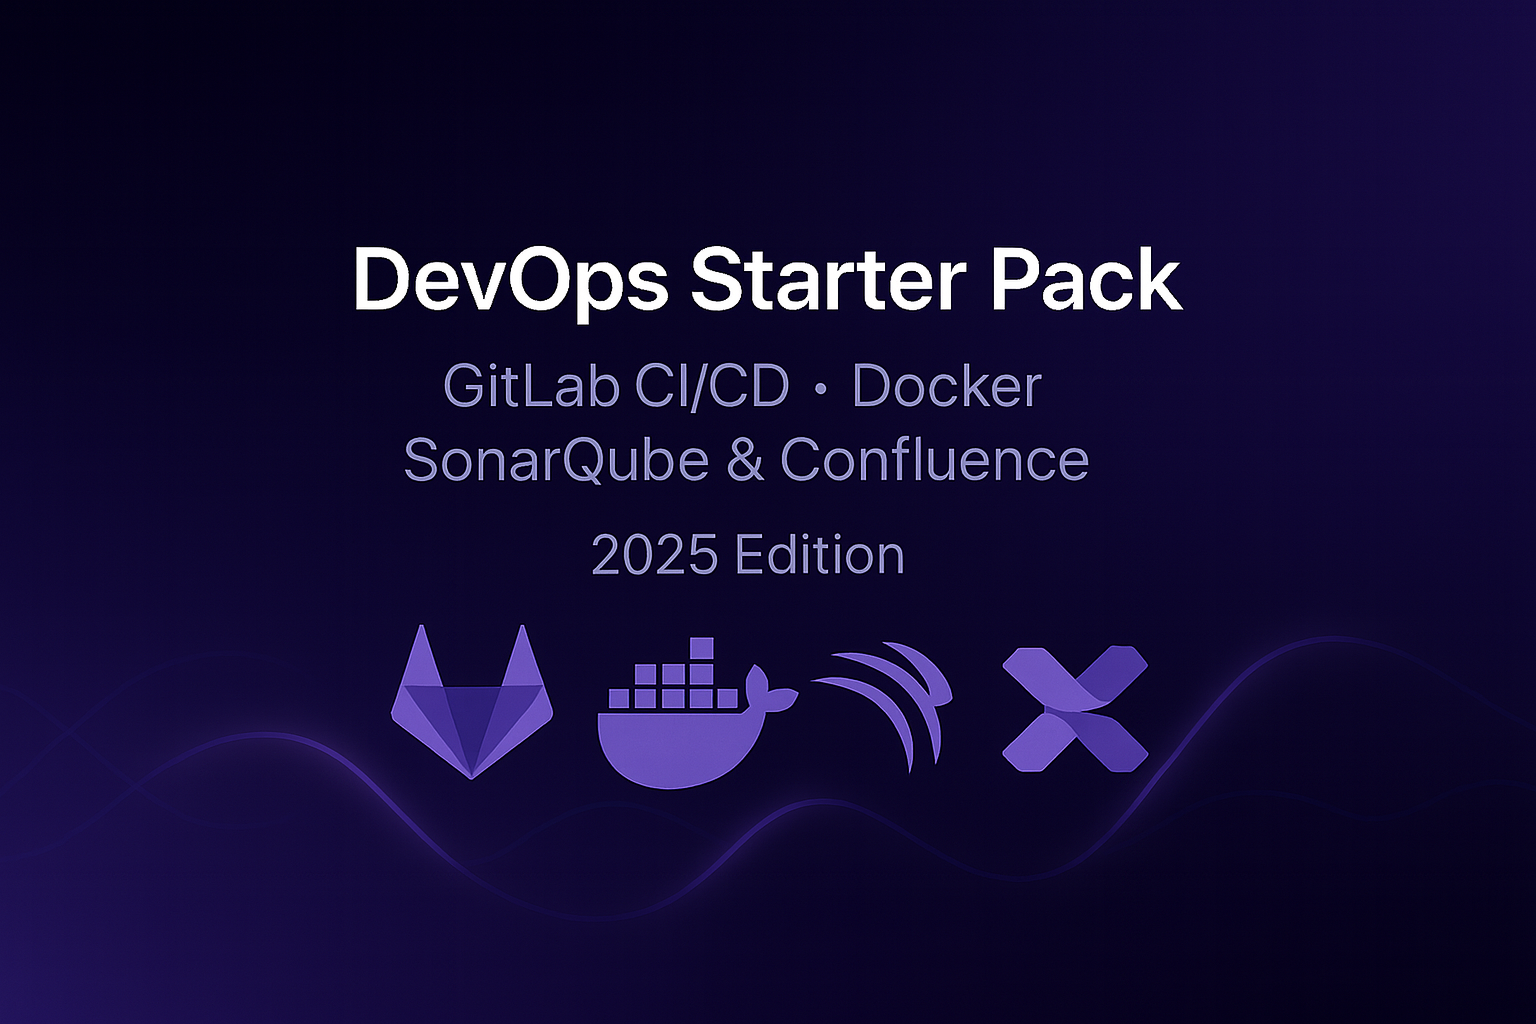 DevOps Starter Pack
GitLab CI/CD • Docker
SonarQube & Confluence
2025 Edition